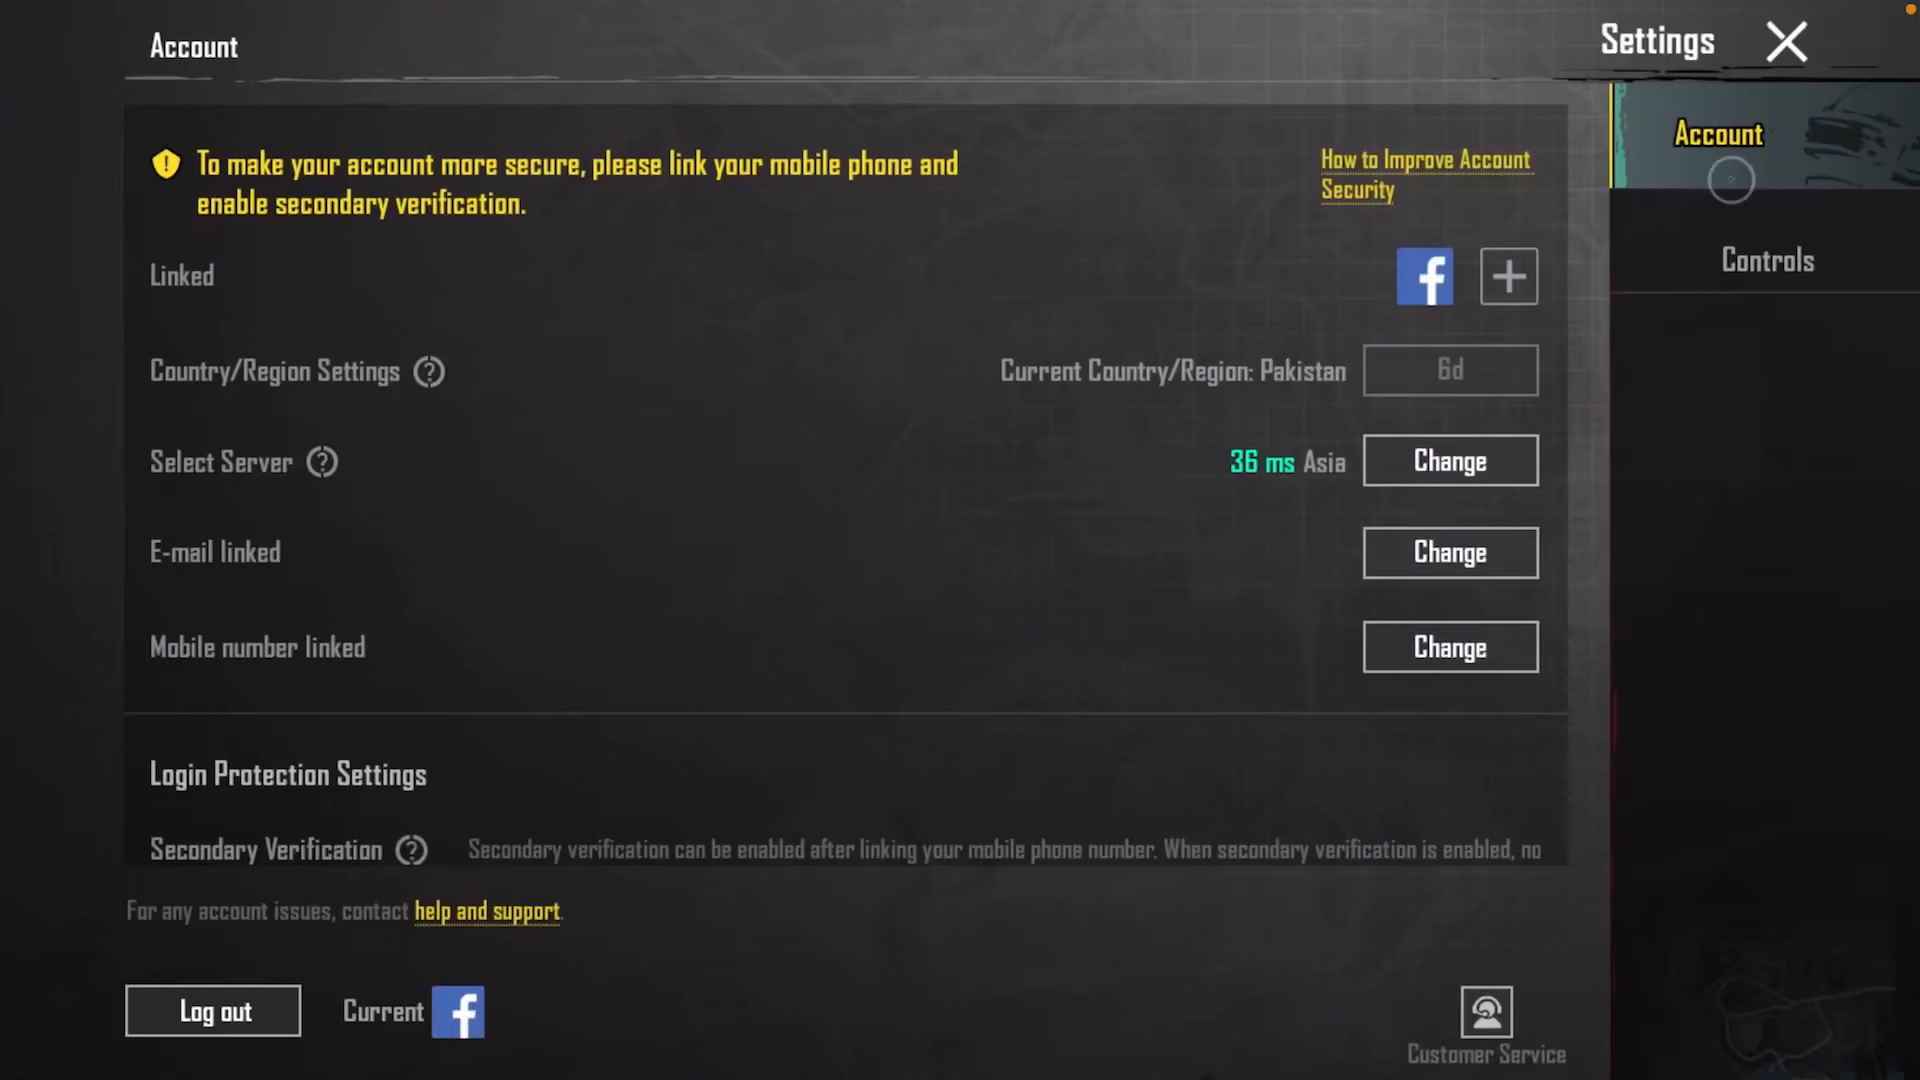 Account
Settings
To make your account more secure, please link your mobile phone and
enable secondary verification.
How to Improve Account
Security
Account
Linked
Controls
Country/Region Settings
Current Country/Region: Pakistan
6d
Select Server
36 ms Asia
Change
E-mail linked
Change
Mobile number linked
Change
Login Protection Settings
Secondary Verification
Secondary verification can be enabled after linking your mobile phone number. When secondary verification is enabled, no
For any account issues, contact help and support.
Log out
Current
Customer Service